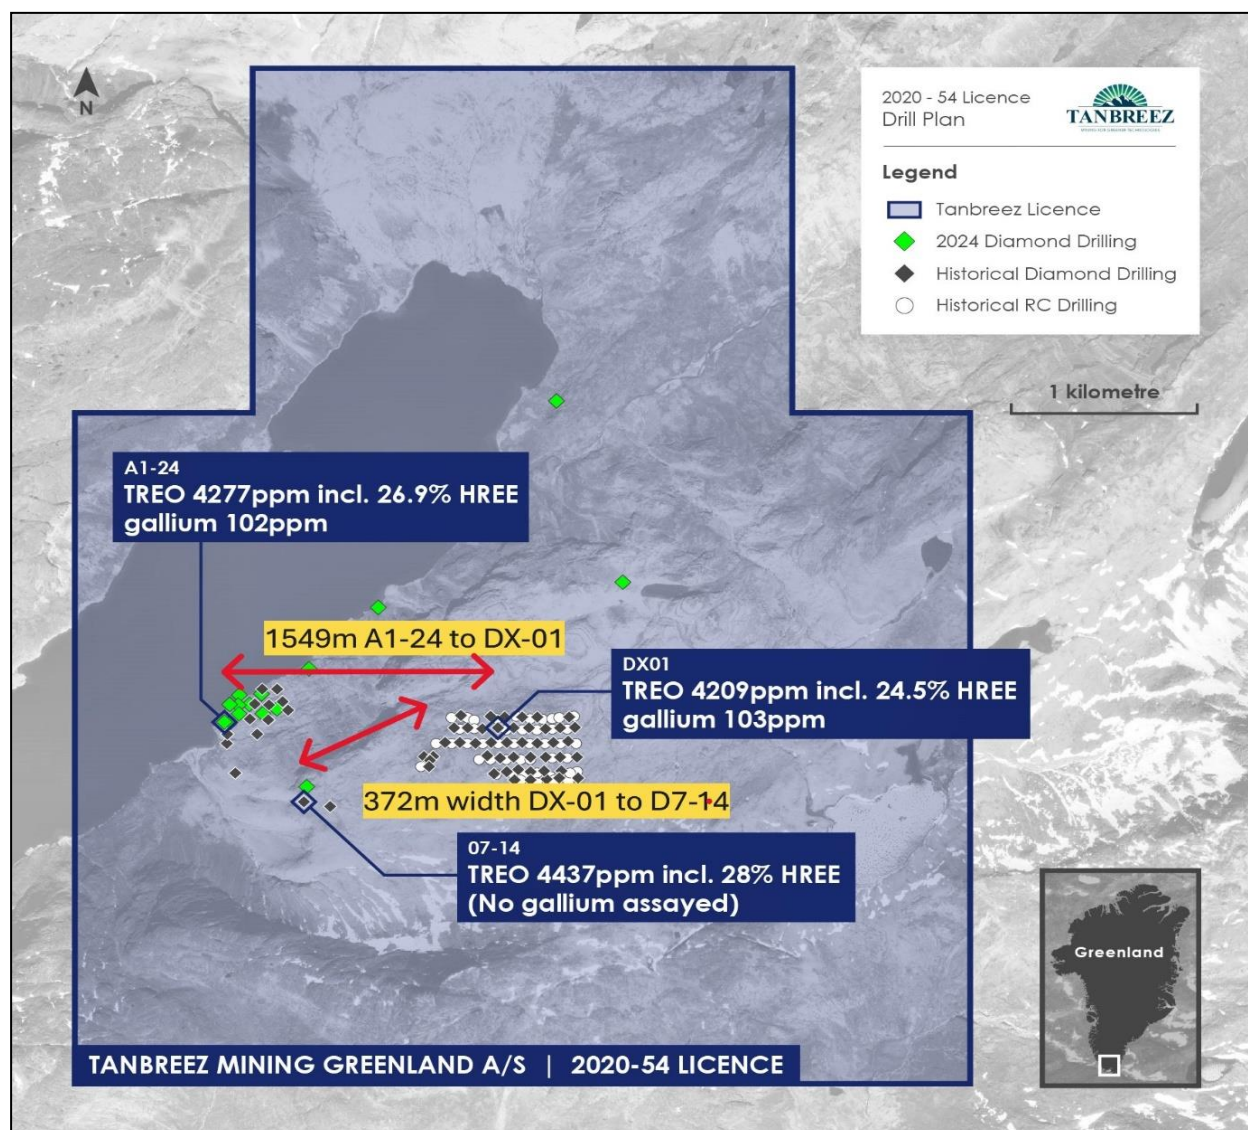 N
2020 - 54 Licence
Drill Plan
TANBREEZ
Legend
Tanbreez Licence
2024 Diamond Drilling
Historical Diamond Drilling
Historical RC Drilling
1 kilometre
A1-24
TREO 4277ppm incl. 26.9% HREE
gallium 102ppm
1549m A1-24 to DX-01
DX01
TREO 4209ppm incl. 24.5% HREE
gallium 103ppm
372m width DX-01 to D7-14
07-14
TREO 4437ppm incl. 28% HREE
(No gallium assayed)
Greenland
TANBREEZ MINING GREENLAND A/S | 2020-54 LICENCE